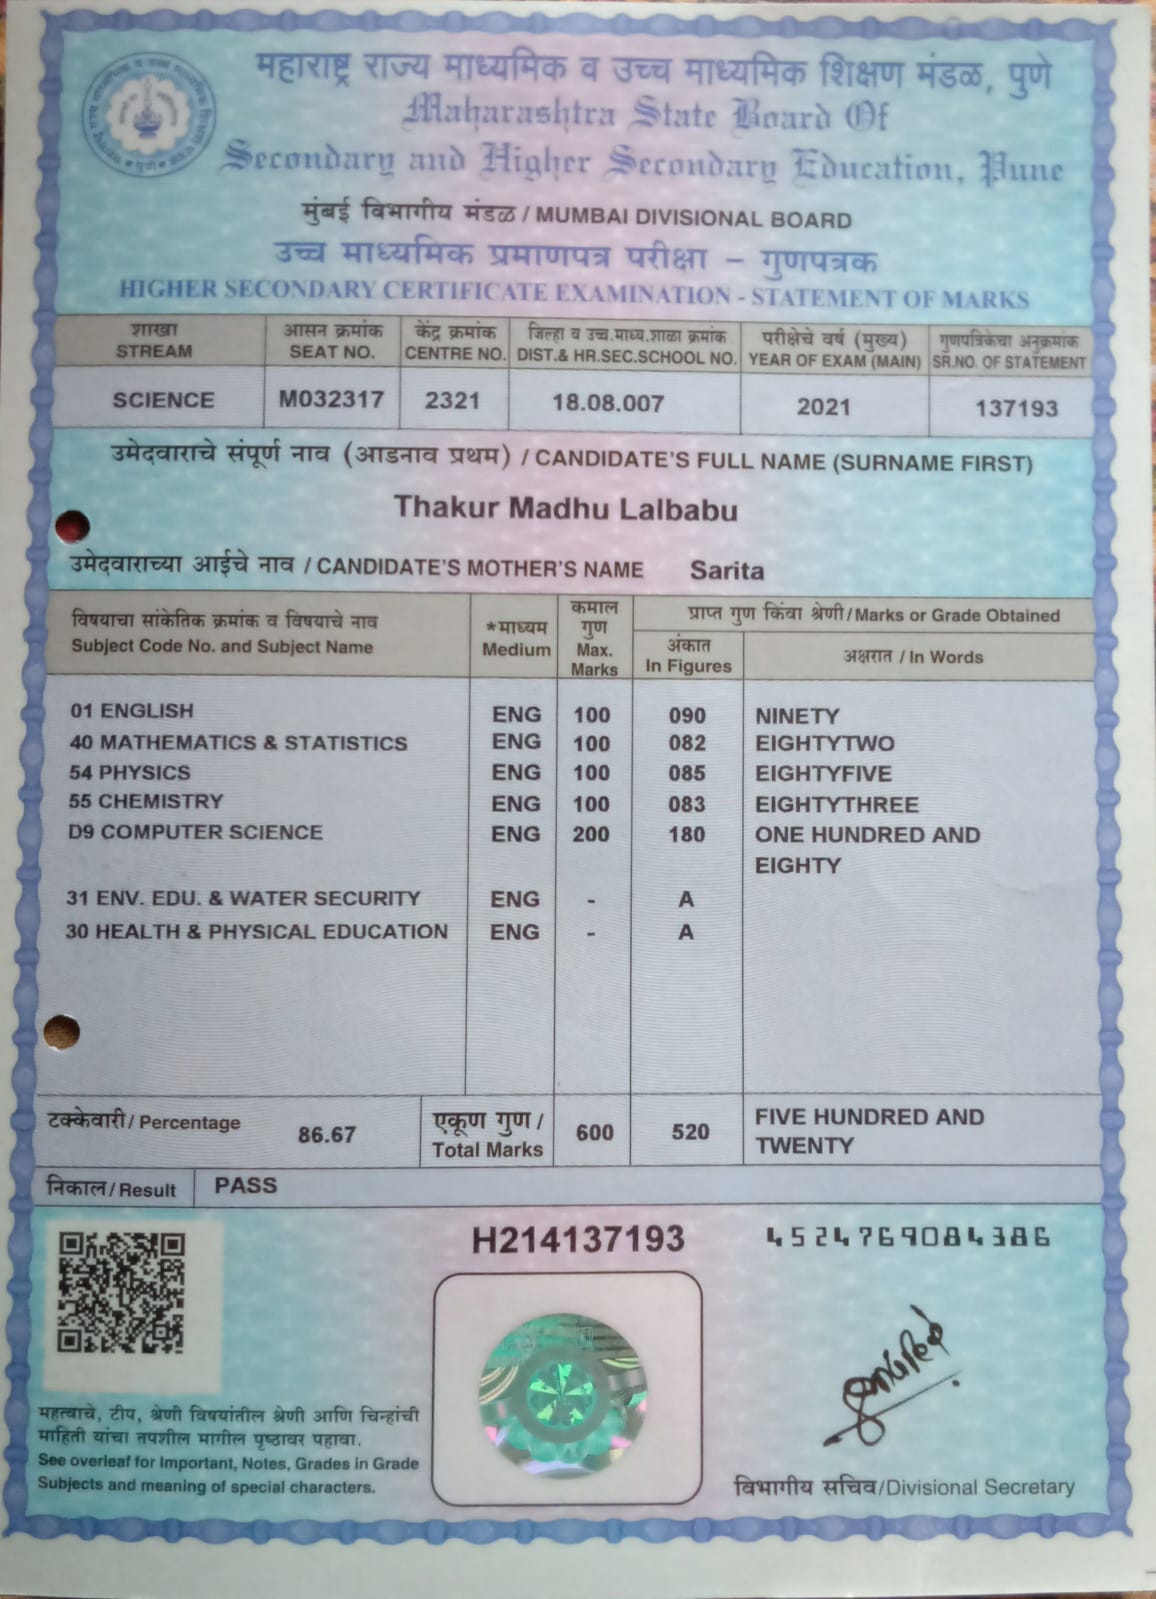 महाराष्ट्र राज्य माध्यमिक व उच्च माध्यमिक शिक्षण मंडळ, पुणे
Maharashtra State Board Of
Secondary and Higher Secondary Education, Pune
मुंबई विभागीय मंडळ / MUMBAI DIVISIONAL BOARD
उच्च माध्यमिक प्रमाणपत्र परीक्षा – गुणपत्रक
HIGHER SECONDARY CERTIFICATE EXAMINATION - STATEMENT OF MARKS
शाखा आसन क्रमांक केंद्र क्रमांक जिल्हा व उच्च.माध्य.शाळा क्रमांक परीक्षेचे वर्ष (मुख्य) गुणपत्रिकेचा अनुक्रमांक
STREAM SEAT NO. CENTRE NO. DIST.& HR.SEC.SCHOOL NO. YEAR OF EXAM (MAIN) SR.NO. OF STATEMENT
SCIENCE M032317 2321 18.08.007 2021 137193
उमेदवाराचे संपूर्ण नाव (आडनाव प्रथम) / CANDIDATE'S FULL NAME (SURNAME FIRST)
Thakur Madhu Lalbabu
उमेदवाराच्या आईचे नाव / CANDIDATE'S MOTHER'S NAME Sarita
विषयाचा सांकेतिक क्रमांक व विषयाचे नाव
Subject Code No. and Subject Name
*माध्यम
Medium
कमाल
गुण
Max.
Marks
प्राप्त गुण किंवा श्रेणी/Marks or Grade Obtained
अंकात
In Figures
अक्षरात / In Words
01 ENGLISH ENG 100 090 NINETY
40 MATHEMATICS & STATISTICS ENG 100 082 EIGHTYTWO
54 PHYSICS ENG 100 085 EIGHTYFIVE
55 CHEMISTRY ENG 100 083 EIGHTYTHREE
D9 COMPUTER SCIENCE ENG 200 180 ONE HUNDRED AND
EIGHTY
31 ENV. EDU. & WATER SECURITY ENG - A
30 HEALTH & PHYSICAL EDUCATION ENG - A
टक्केवारी/ Percentage 86.67
एकूण गुण /
Total Marks
600 520
FIVE HUNDRED AND
TWENTY
निकाल/Result PASS
H214137193 4524769084386
महत्वाचे, टीप, श्रेणी विषयांतील श्रेणी आणि चिन्हांची
माहिती यांचा तपशील मागील पृष्ठावर पहावा.
See overleaf for Important, Notes, Grades in Grade
Subjects and meaning of special characters.
विभागीय सचिव/Divisional Secretary